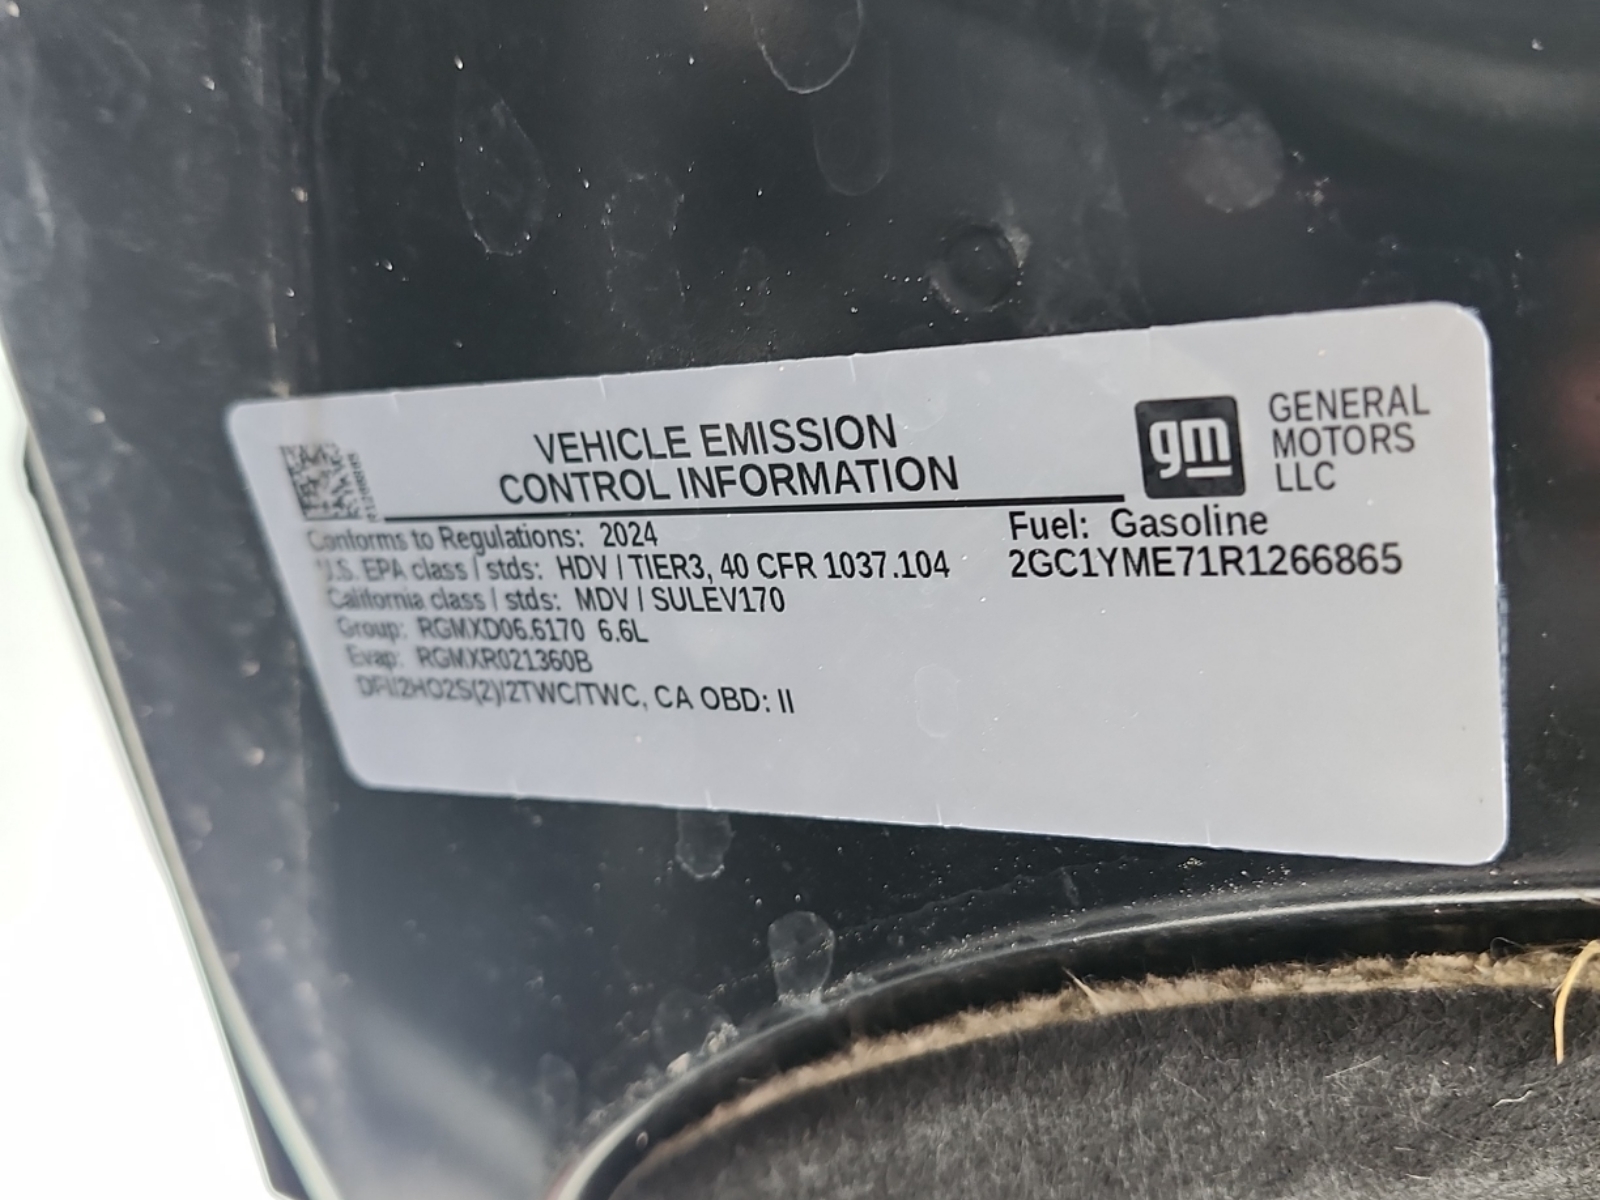 VEHICLE EMISSION
CONTROL INFORMATION
gm
GENERAL
MOTORS
LLC
Conforms to Regulations: 2024
U.S. EPA class / stds: HDV / TIER3, 40 CFR 1037.104
California class / stds: MDV / SULEV170
Group: RGMXD06.6170 6.6L
Evap: RGMXR021360B
DFI/2HO2S(2)/2TWC/TWC, CA OBD: II
Fuel: Gasoline
2GC1YME71R1266865